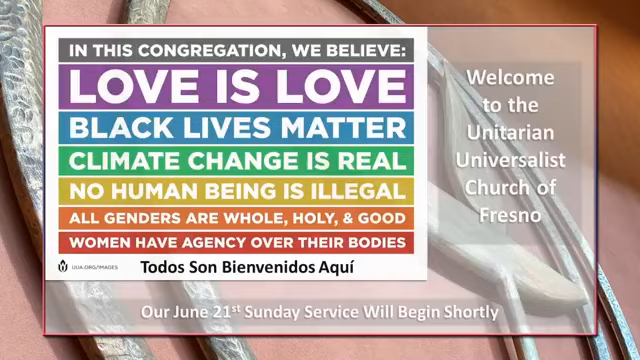 IN THIS CONGREGATION, WE BELIEVE:
LOVE IS LOVE
BLACK LIVES MATTER
CLIMATE CHANGE IS REAL
NO HUMAN BEING IS ILLEGAL
ALL GENDERS ARE WHOLE, HOLY, & GOOD
WOMEN HAVE AGENCY OVER THEIR BODIES
UUA.ORG/IMAGES
Todos Son Bienvenidos Aquí
Welcome
to the
Unitarian
Universalist
Church of
Fresno
Our June 21st Sunday Service Will Begin Shortly